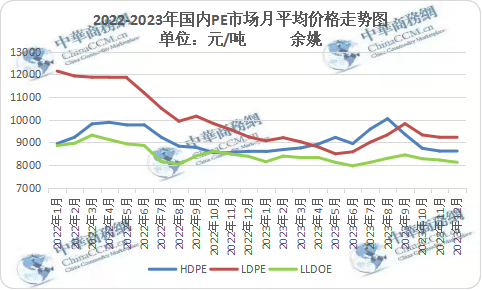 2022-2023年国内PE市场月平均价格走势图
单位：元/吨 余姚
13000
12000
11000
10000
9000
8000
7000
2022年1月
2022年2月
2022年3月
2022年4月
2022年5月
2022年6月
2022年7月
2022年8月
2022年9月
2022年10月
2022年11月
2022年12月
2023年1月
2023年2月
2023年3月
2023年4月
2023年5月
2023年6月
2023年7月
2023年8月
2023年9月
2023年10月
2023年11月
2023年12月
HDPE LDPE LLDOE
中華商務網
ChinaCCM.cn
China Commodity Marketplace